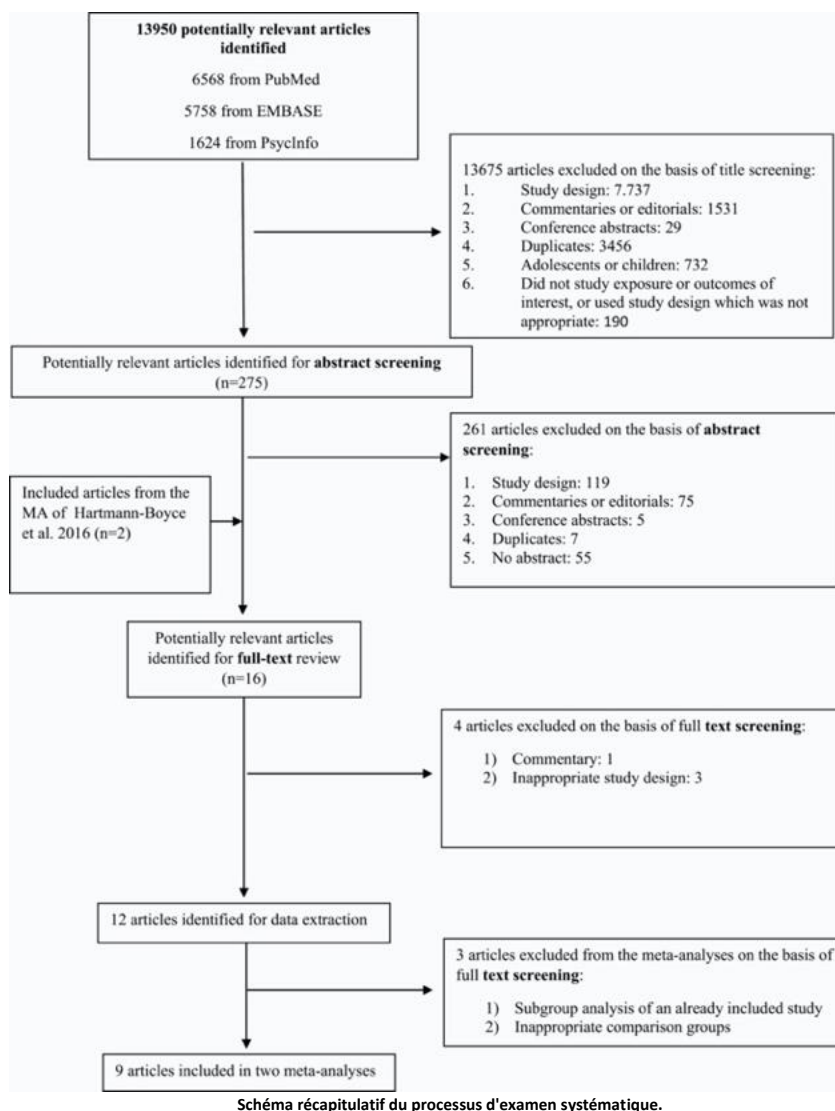 13950 potentially relevant articles
identified
6568 from PubMed
5758 from EMBASE
1624 from PsycInfo
13675 articles excluded on the basis of title screening:
1. Study design: 7.737
2. Commentaries or editorials: 1531
3. Conference abstracts: 29
4. Duplicates: 3456
5. Adolescents or children: 732
6. Did not study exposure or outcomes of
interest, or used study design which was not
appropriate: 190
Potentially relevant articles identified for abstract screening
(n=275)
261 articles excluded on the basis of abstract
screening:
1. Study design: 119
2. Commentaries or editorials: 75
3. Conference abstracts: 5
4. Duplicates: 7
5. No abstract: 55
Included articles from the
MA of Hartmann-Boyce
et al. 2016 (n=2)
Potentially relevant articles
identified for full-text review
(n=16)
4 articles excluded on the basis of full text screening:
1) Commentary: 1
2) Inappropriate study design: 3
12 articles identified for data extraction
3 articles excluded from the meta-analyses on the basis of
full text screening:
1) Subgroup analysis of an already included study
2) Inappropriate comparison groups
9 articles included in two meta-analyses
Schéma récapitulatif du processus d'examen systématique.